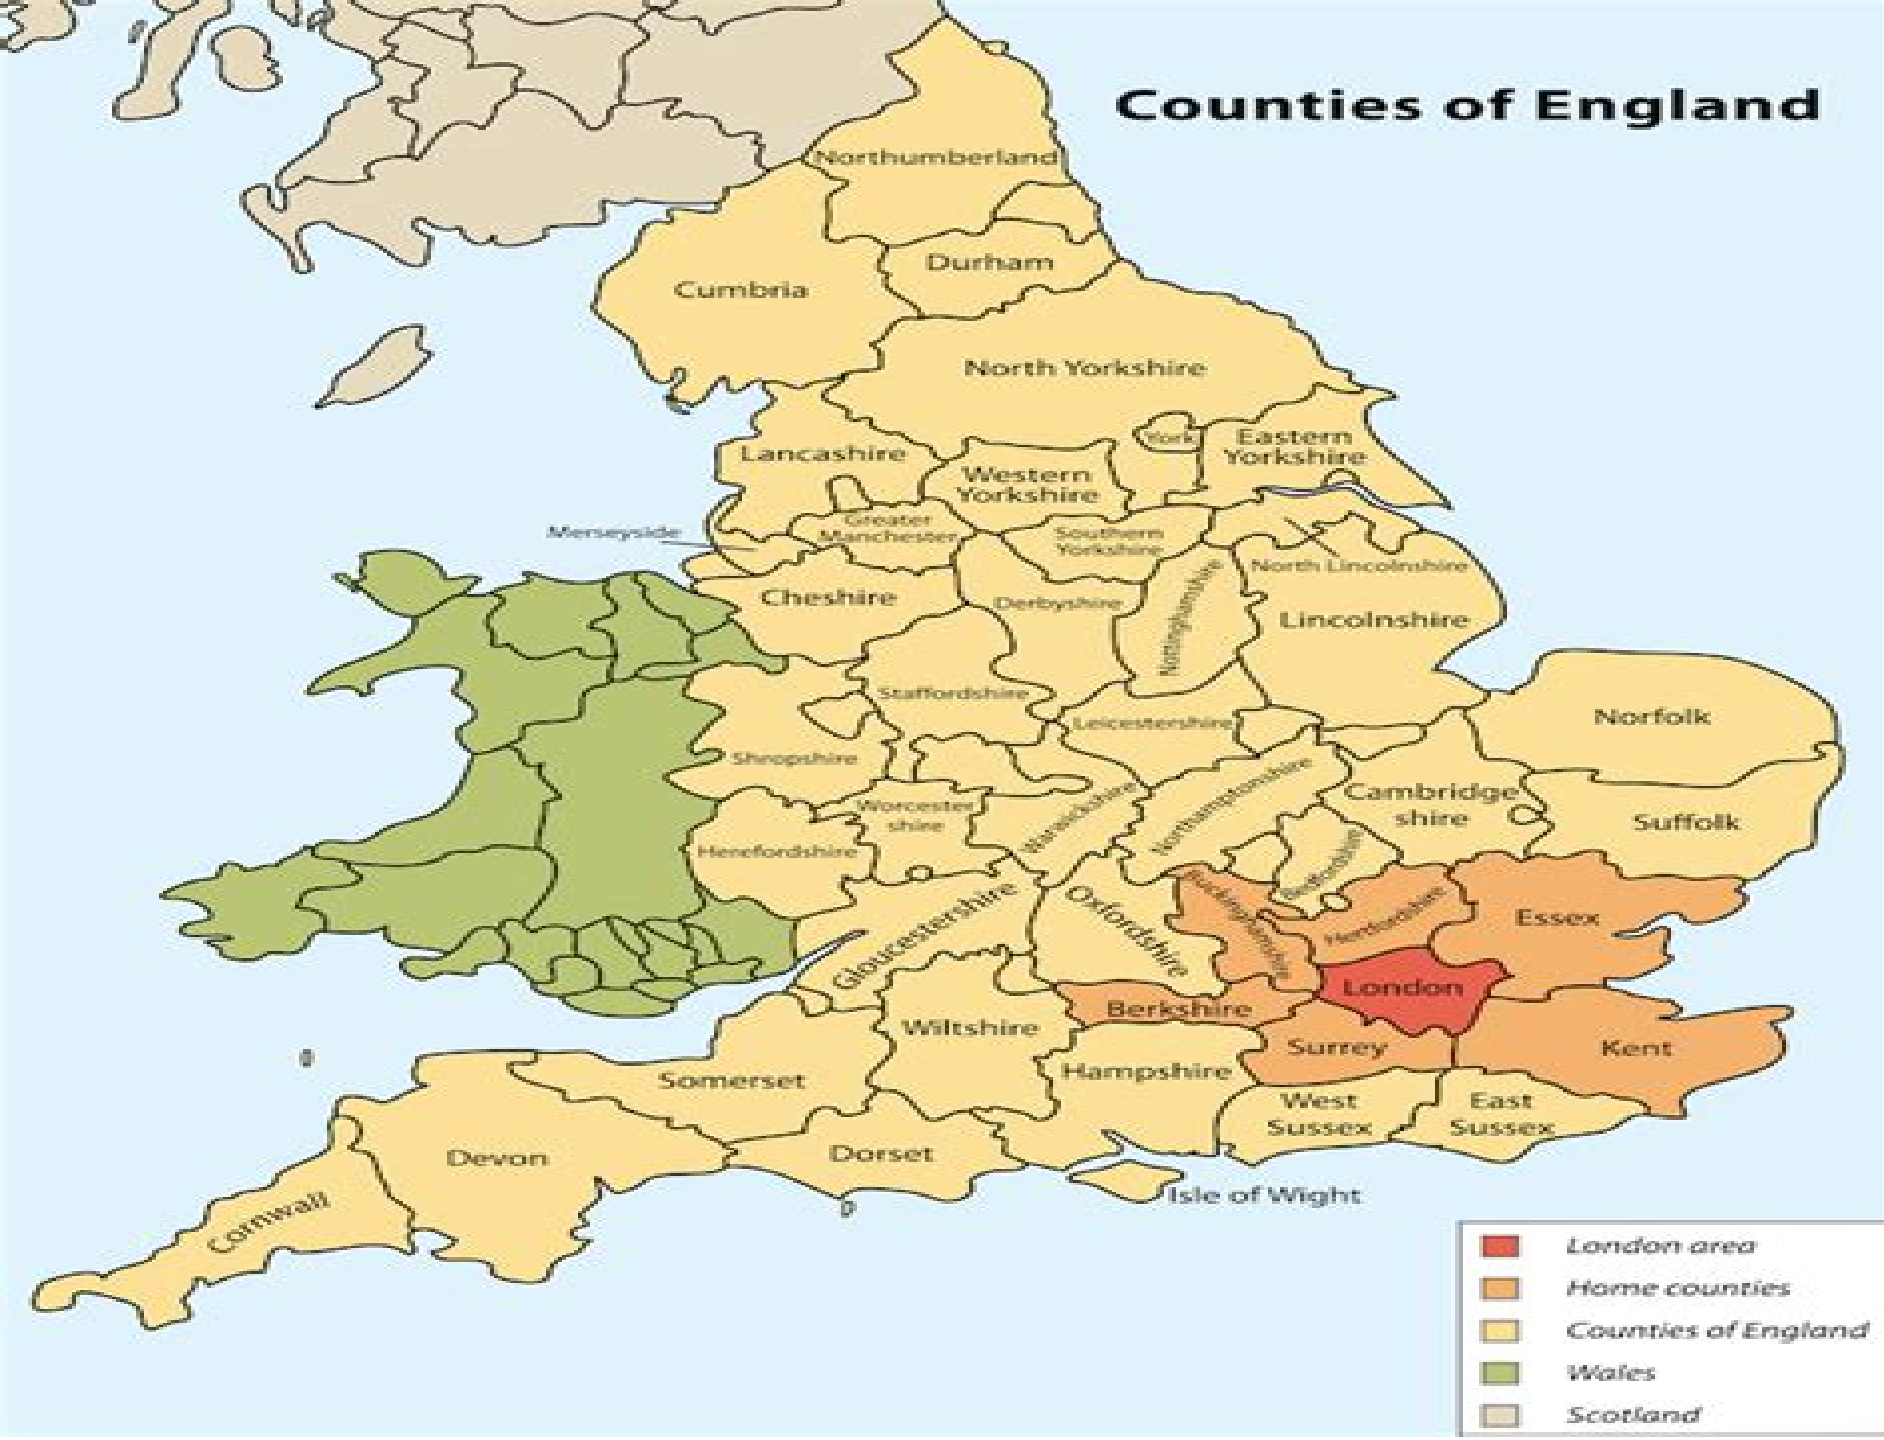 Counties of England
Northumberland
Durham
Cumbria
North Yorkshire
York
Eastern
Yorkshire
Lancashire
Western
Yorkshire
Greater
Manchester
Southern
Yorkshire
Merseyside
North Lincolnshire
Cheshire
Derbyshire
Nottinghamshire
Lincolnshire
Staffordshire
Leicestershire
Norfolk
Shropshire
Worcester
shire
Warwickshire
Northamptonshire
Cambridge
shire
Suffolk
Herefordshire
Bedfordshire
Gloucestershire
Oxfordshire
Buckinghamshire
Hertfordshire
Essex
London
Berkshire
Wiltshire
Surrey
Kent
Hampshire
Somerset
West
Sussex
East
Sussex
Devon
Dorset
Cornwall
Isle of Wight
London area
Home counties
Counties of England
Wales
Scotland